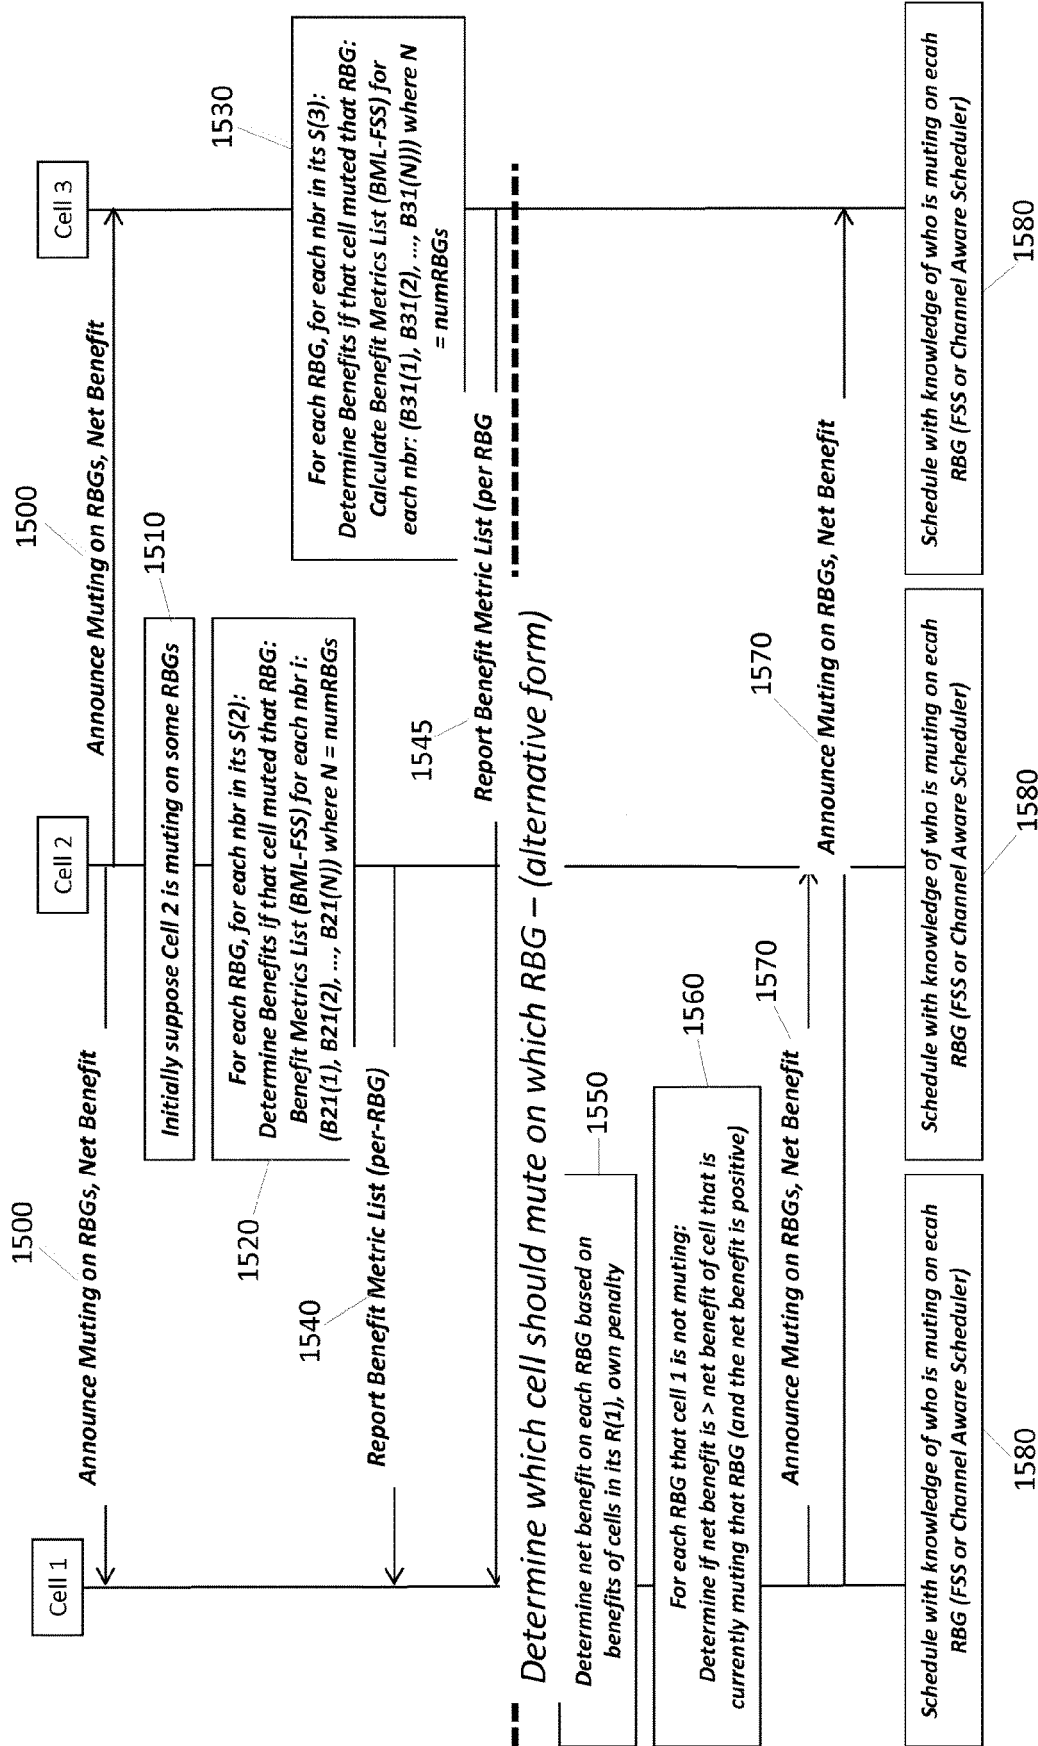 Cell 1
Cell 2
Cell 3
1500
Announce Muting on RBGs, Net Benefit
1500
Announce Muting on RBGs, Net Benefit
1510
Initially suppose Cell 2 is muting on some RBGs
1520
For each RBG, for each nbr in its S(2):
Determine Benefits if that cell muted that RBG:
Benefit Metrics List (BML-FSS) for each nbr i:
(B21(1), B21(2), ..., B21(N)) where N = numRBGs
1530
For each RBG, for each nbr in its S(3):
Determine Benefits if that cell muted that RBG:
Calculate Benefit Metrics List (BML-FSS) for
each nbr: (B31(1), B31(2), ..., B31(N))) where N
= numRBGs
1540
Report Benefit Metric List (per-RBG)
1545
Report Benefit Metric List (per RBG
Determine which cell should mute on which RBG – (alternative form)
1550
Determine net benefit on each RBG based on
benefits of cells in its R(1), own penalty
1560
For each RBG that cell 1 is not muting:
Determine if net benefit is > net benefit of cell that is
currently muting that RBG (and the net benefit is positive)
1570
Announce Muting on RBGs, Net Benefit
1570
Announce Muting on RBGs, Net Benefit
Schedule with knowledge of who is muting on ecah
RBG (FSS or Channel Aware Scheduler)
1580
Schedule with knowledge of who is muting on ecah
RBG (FSS or Channel Aware Scheduler)
1580
Schedule with knowledge of who is muting on ecah
RBG (FSS or Channel Aware Scheduler)
1580